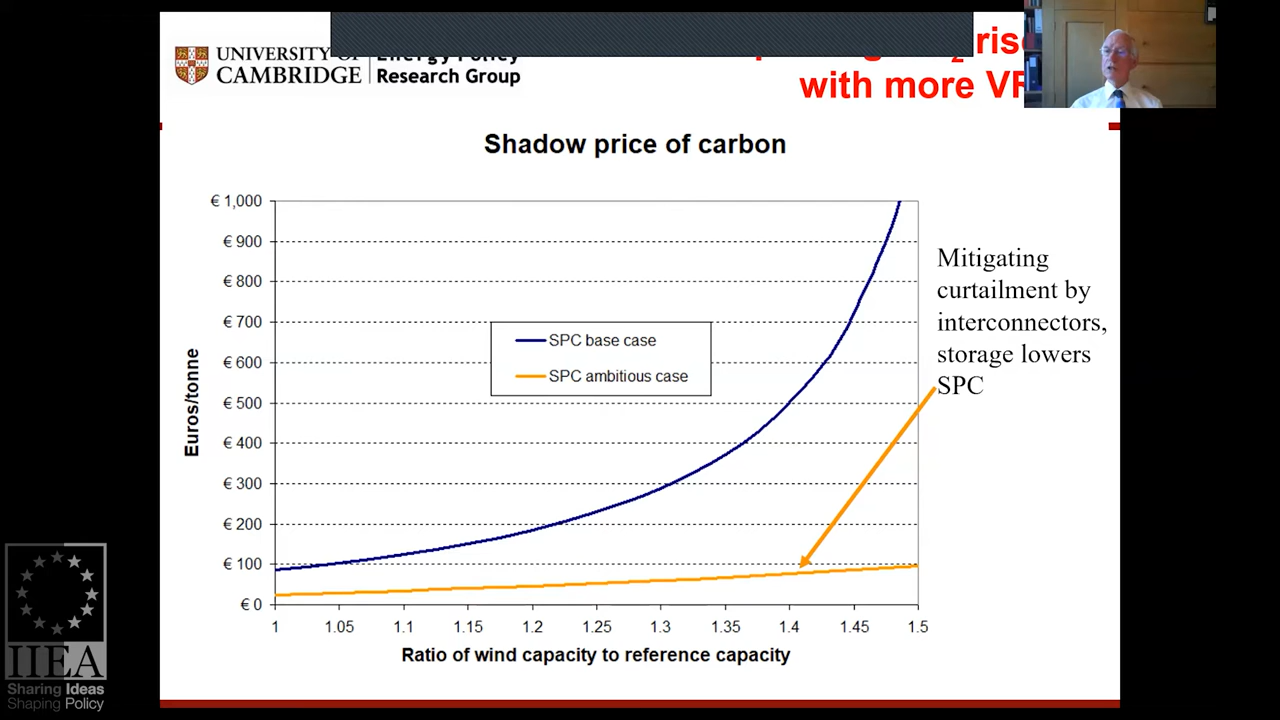 UNIVERSITY OF
CAMBRIDGE
Energy Policy
Research Group
2 rise
with more
Shadow price of carbon
€ 1,000
€ 900
€ 800
€ 700
€ 600
€ 500
€ 400
€ 300
€ 200
€ 100
€ 0
Euros/tonne
SPC base case
SPC ambitious case
1 1.05 1.1 1.15 1.2 1.25 1.3 1.35 1.4 1.45 1.5
Ratio of wind capacity to reference capacity
Mitigating
curtailment by
interconnectors,
storage lowers
SPC
IIEA
Sharing Ideas
Shaping Policy